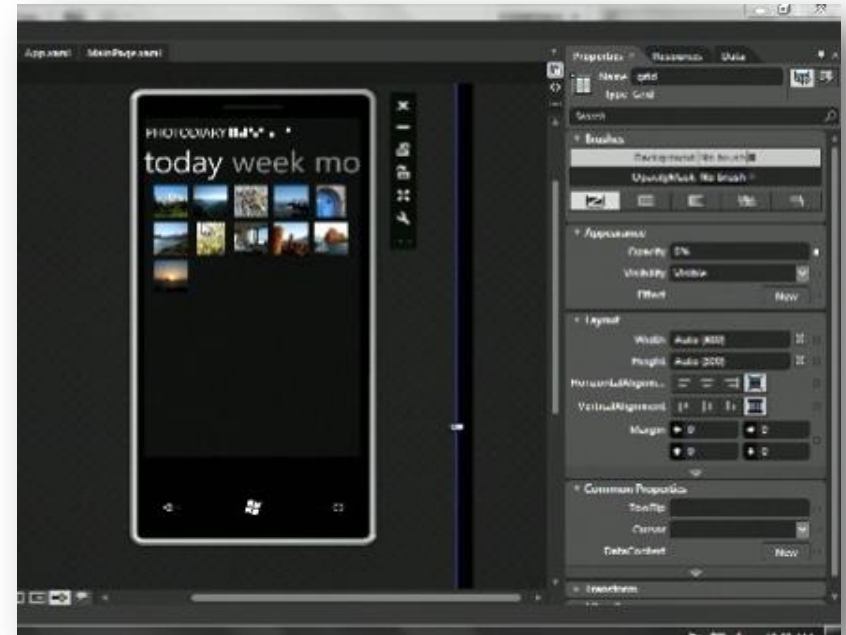 App.xaml MainPage.xaml
PHOTODIARY
today week mo
Properties Resources Data
Name grid
Type Grid
Search
Brushes
Background No brush
OpacityMask No brush
Appearance
Opacity 0%
Visibility Visible
Effect New
Layout
Width Auto (480)
Height Auto
HorizontalAlignm...
VerticalAlignment
Margin 0 0
0 0
Common Properties
ToolTip
Cursor
DataContext New
Transform